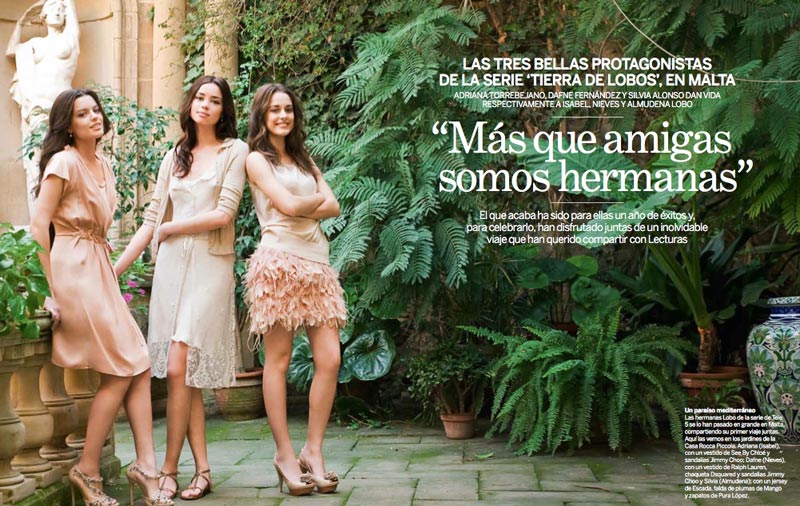 LAS TRES BELLAS PROTAGONISTAS
DE LA SERIE ‘TIERRA DE LOBOS’, EN MALTA
ADRIANA TORREBEJANO, DAFNE FERNÁNDEZ Y SILVIA ALONSO DAN VIDA
RESPECTIVAMENTE A ISABEL, NIEVES Y ALMUDENA LOBO
“Más que amigas
somos hermanas”
El que acaba ha sido para ellas un año de éxitos y,
para celebrarlo, han disfrutado juntas de un inolvidable
viaje que han querido compartir con Lecturas
Un paraíso mediterráneo
Las hermanas Lobo de la serie de Tele
5 se lo han pasado en grande en Malta,
compartiendo su primer viaje juntas.
Aquí las vemos en los jardines de la
Casa Rocca Piccola. Adriana (Isabel),
con un vestido de See By Chloé y
sandalias Jimmy Choo; Dafne (Nieves),
con un vestido de Ralph Lauren,
chaqueta Dsquared y sandalias Jimmy
Choo y Silvia (Almudena); con un jersey
de Escada, falda de plumas de Mango
y zapatos de Pura López.